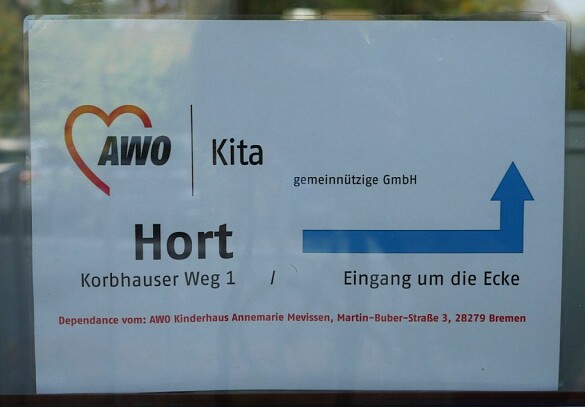 AWO Kita
gemeinnützige GmbH
Hort
Korbhauser Weg 1 / Eingang um die Ecke
Dependance vom: AWO Kinderhaus Annemarie Mevissen, Martin-Buber-Straße 3, 28279 Bremen